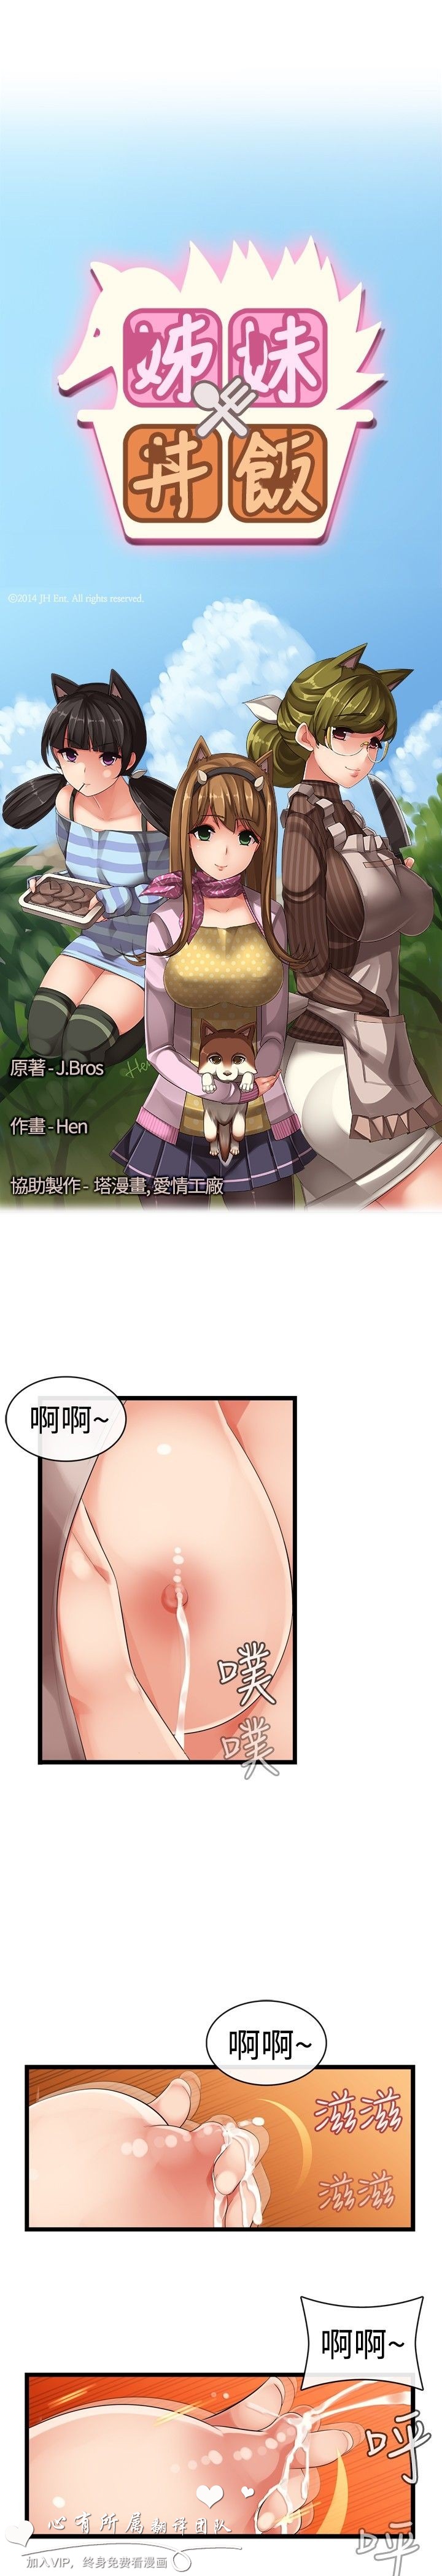 姊妹
丼飯
©2014 JH Ent. All rights reserved.
原著 - J.Bros
作畫 - Hen
協助製作 - 塔漫畫, 愛情工廠
啊啊~
噗
噗
啊啊~
滋滋
滋滋
啊啊~
呼
呼
心有所属翻译团队
加入VIP，终身免费看漫画